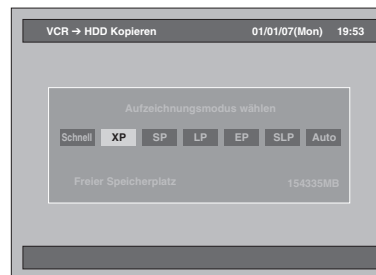 VCR → HDD Kopieren 01/01/07(Mon) 19:53
Aufzeichnungsmodus wählen
Schnell XP SP LP EP SLP Auto
Freier Speicherplatz 154335MB